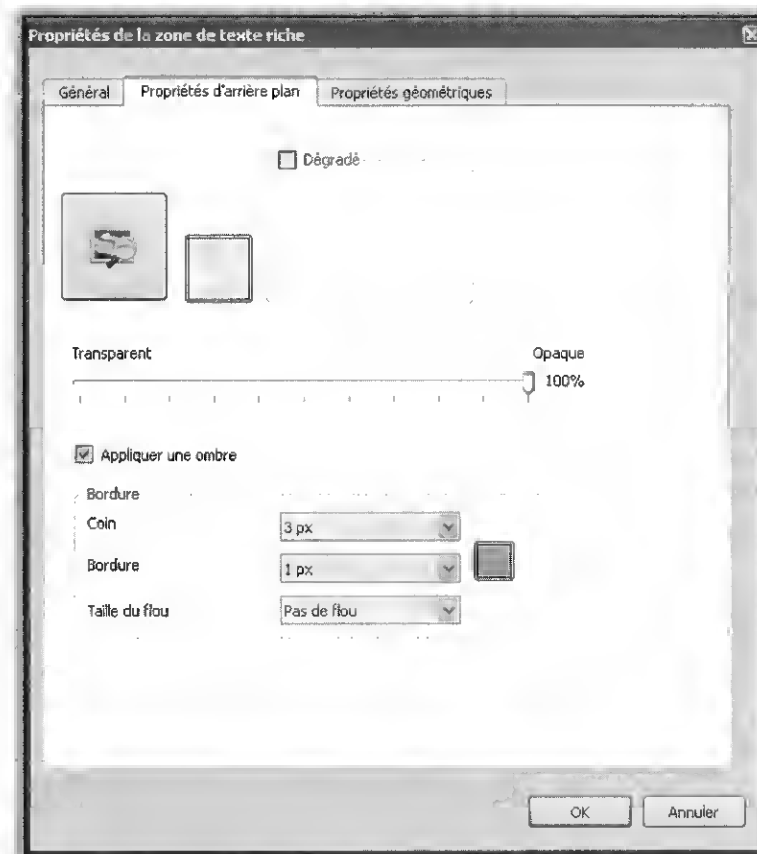 Propriétés de la zone de texte riche
Général Propriétés d'arrière plan Propriétés géométriques
Dégradé
Transparent Opaque
100%
Appliquer une ombre
Bordure
Coin 3 px
Bordure 1 px
Taille du flou Pas de flou
OK Annuler